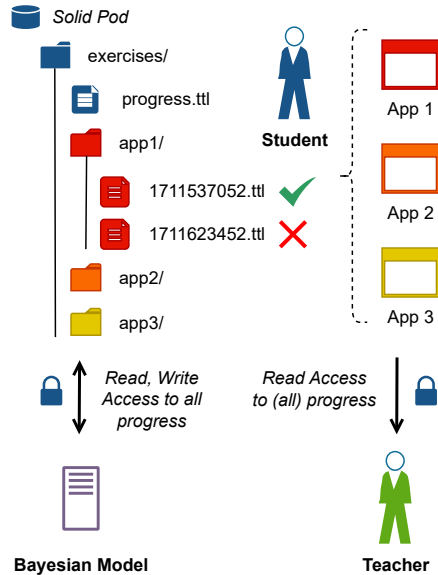 Solid Pod
exercises/
progress.ttl
app1/
1711537052.ttl
1711623452.ttl
app2/
app3/
Student
App 1
App 2
App 3
Read, Write
Access to all
progress
Read Access
to (all) progress
Bayesian Model
Teacher